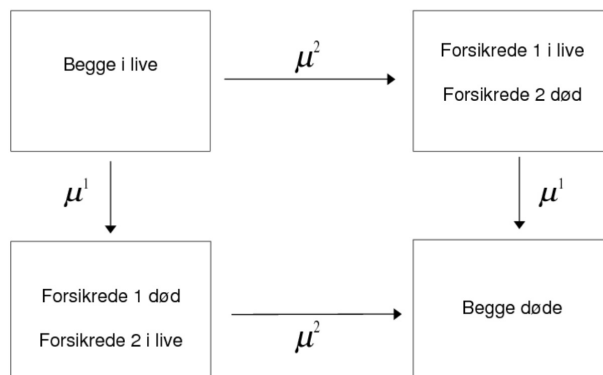 Begge i live
μ²
Forsikrede 1 i live
Forsikrede 2 død
μ¹
μ¹
Forsikrede 1 død
Forsikrede 2 i live
μ²
Begge døde